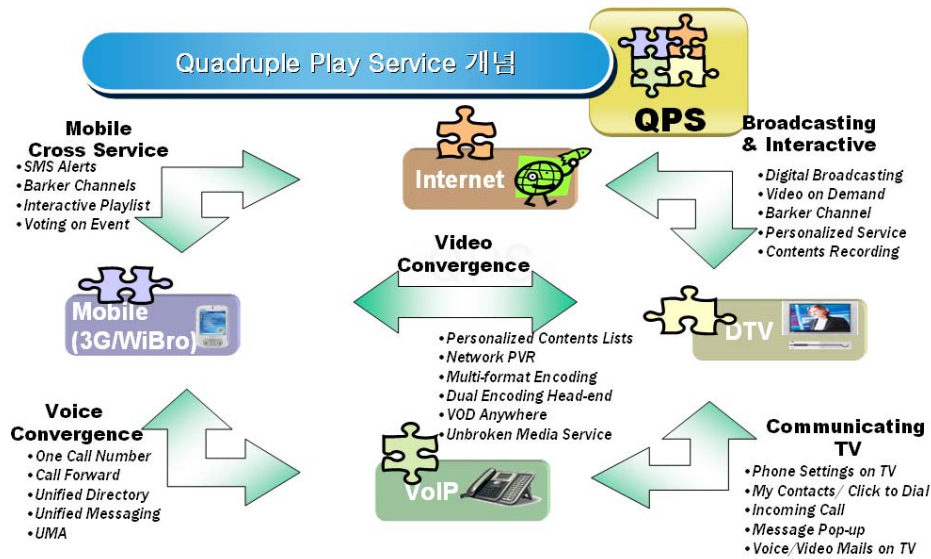 Quadruple Play Service 개념
QPS
Mobile
Cross Service
•SMS Alerts
•Barker Channels
•Interactive Playlist
•Voting on Event
Internet
Broadcasting
& Interactive
•Digital Broadcasting
•Video on Demand
•Barker Channel
•Personalized Service
•Contents Recording
Video
Convergence
Mobile
(3G/WiBro)
DTV
•Personalized Contents Lists
•Network PVR
•Multi-format Encoding
•Dual Encoding Head-end
•VOD Anywhere
•Unbroken Media Service
Voice
Convergence
•One Call Number
•Call Forward
•Unified Directory
•Unified Messaging
•UMA
VoIP
Communicating
TV
•Phone Settings on TV
•My Contacts/ Click to Dial
•Incoming Call
•Message Pop-up
•Voice/Video Mails on TV